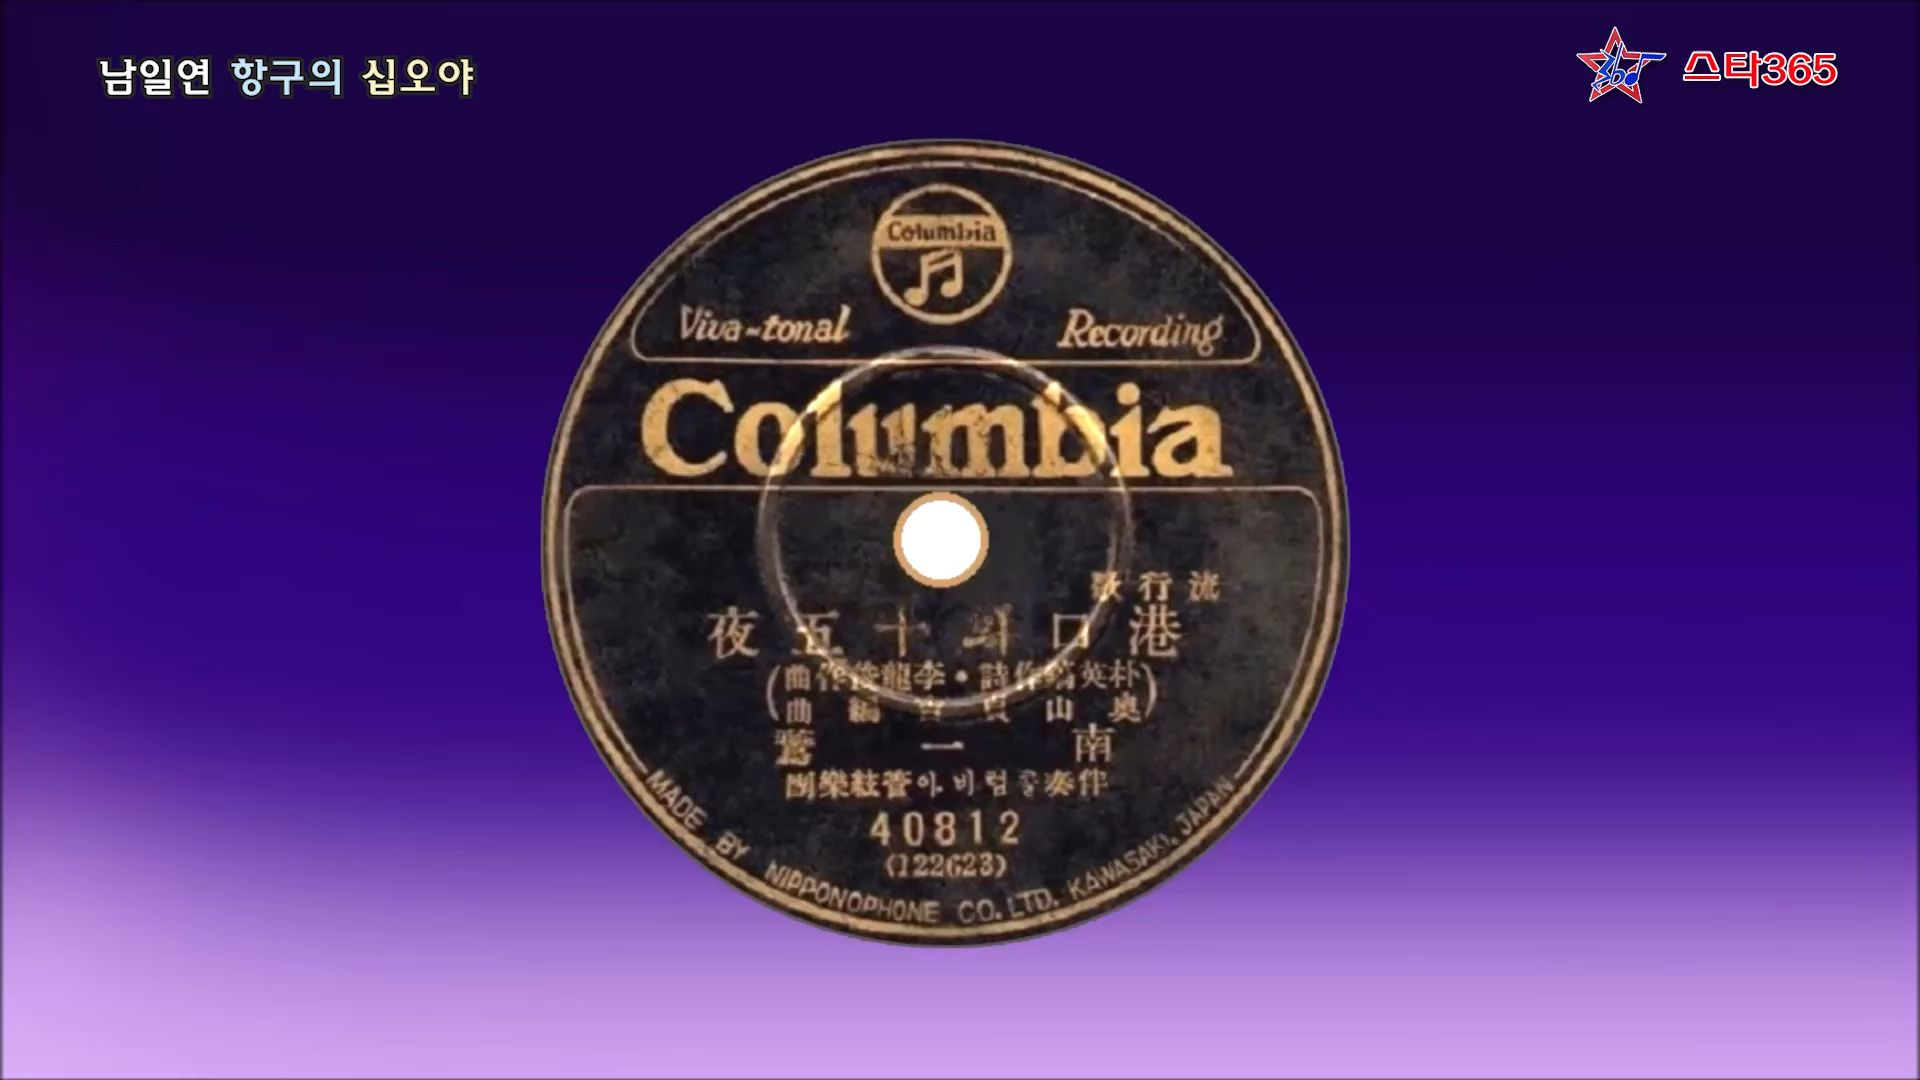 남일연 항구의 십오야
스타365
Columbia
Viva-tonal Recording
Columbia
流行歌
港口의十五夜
(朴英鎬作詩・李龍俊作曲
奧山貞吉編曲)
南一鷰
伴奏콜럼비아管絃樂團
40812
(122623)
MADE BY NIPPONOPHONE CO. LTD. KAWASAKI, JAPAN